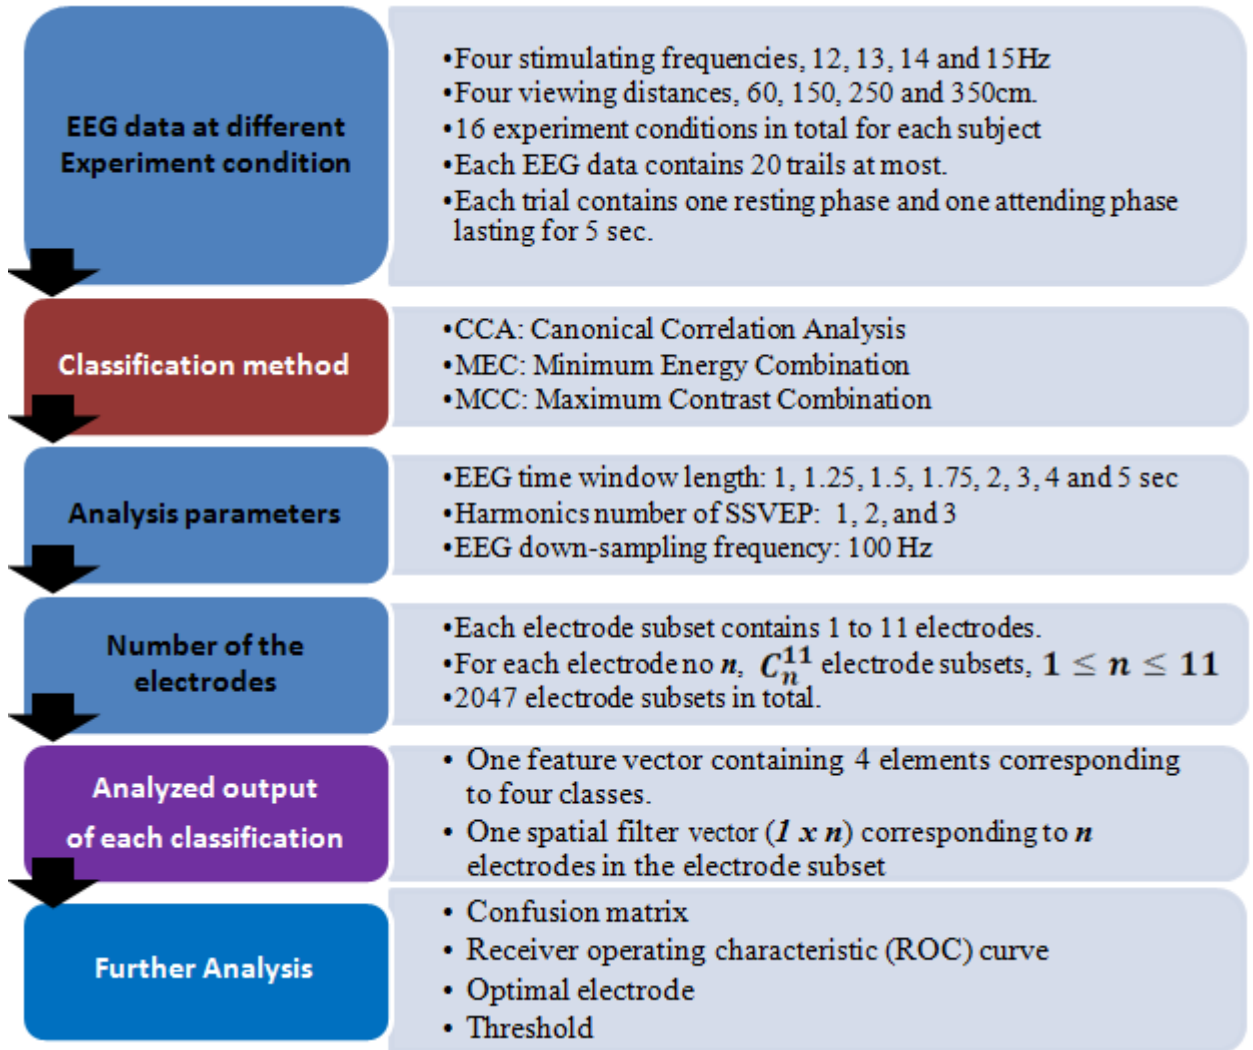 EEG data at different
Experiment condition
•Four stimulating frequencies, 12, 13, 14 and 15Hz
•Four viewing distances, 60, 150, 250 and 350cm.
•16 experiment conditions in total for each subject
•Each EEG data contains 20 trails at most.
•Each trial contains one resting phase and one attending phase
lasting for 5 sec.
Classification method
•CCA: Canonical Correlation Analysis
•MEC: Minimum Energy Combination
•MCC: Maximum Contrast Combination
Analysis parameters
•EEG time window length: 1, 1.25, 1.5, 1.75, 2, 3, 4 and 5 sec
•Harmonics number of SSVEP: 1, 2, and 3
•EEG down-sampling frequency: 100 Hz
Number of the
electrodes
•Each electrode subset contains 1 to 11 electrodes.
•For each electrode no n, C_n^11 electrode subsets, 1 ≤ n ≤ 11
•2047 electrode subsets in total.
Analyzed output
of each classification
• One feature vector containing 4 elements corresponding
to four classes.
• One spatial filter vector (1 x n) corresponding to n
electrodes in the electrode subset
Further Analysis
• Confusion matrix
• Receiver operating characteristic (ROC) curve
• Optimal electrode
• Threshold